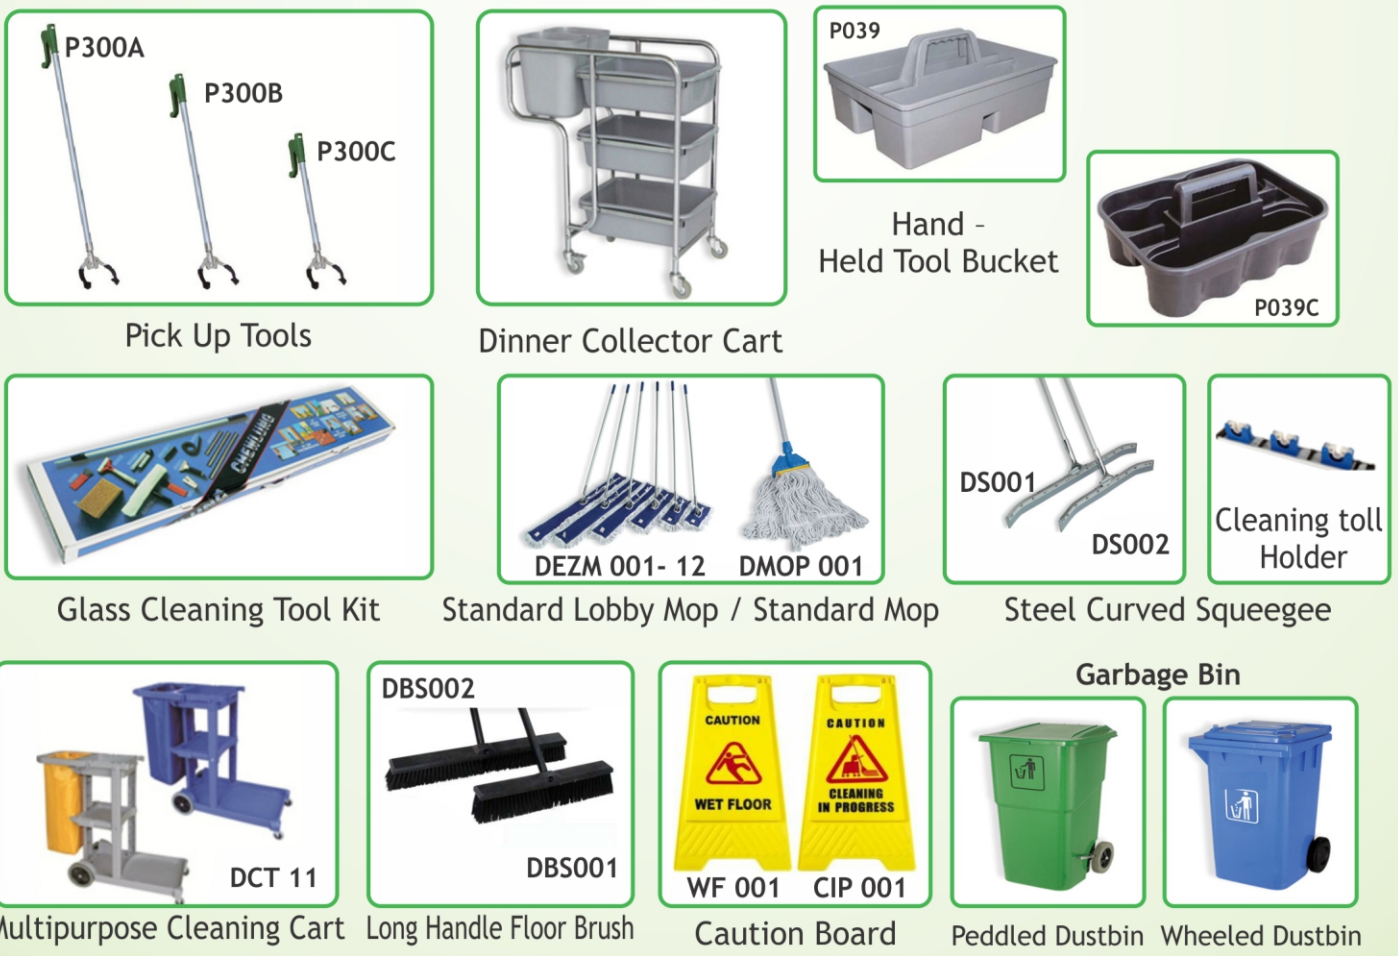 P300A
P300B
P300C
Pick Up Tools
Dinner Collector Cart
P039
Hand –
Held Tool Bucket
P039C
CHEWLUNG
Glass Cleaning Tool Kit
DEZM 001- 12
DMOP 001
Standard Lobby Mop / Standard Mop
DS001
DS002
Steel Curved Squeegee
Cleaning toll
Holder
DCT 11
Multipurpose Cleaning Cart
DBS002
DBS001
Long Handle Floor Brush
CAUTION
WET FLOOR
WF 001
CAUTION
CLEANING
IN PROGRESS
CIP 001
Caution Board
Garbage Bin
Peddled Dustbin
Wheeled Dustbin